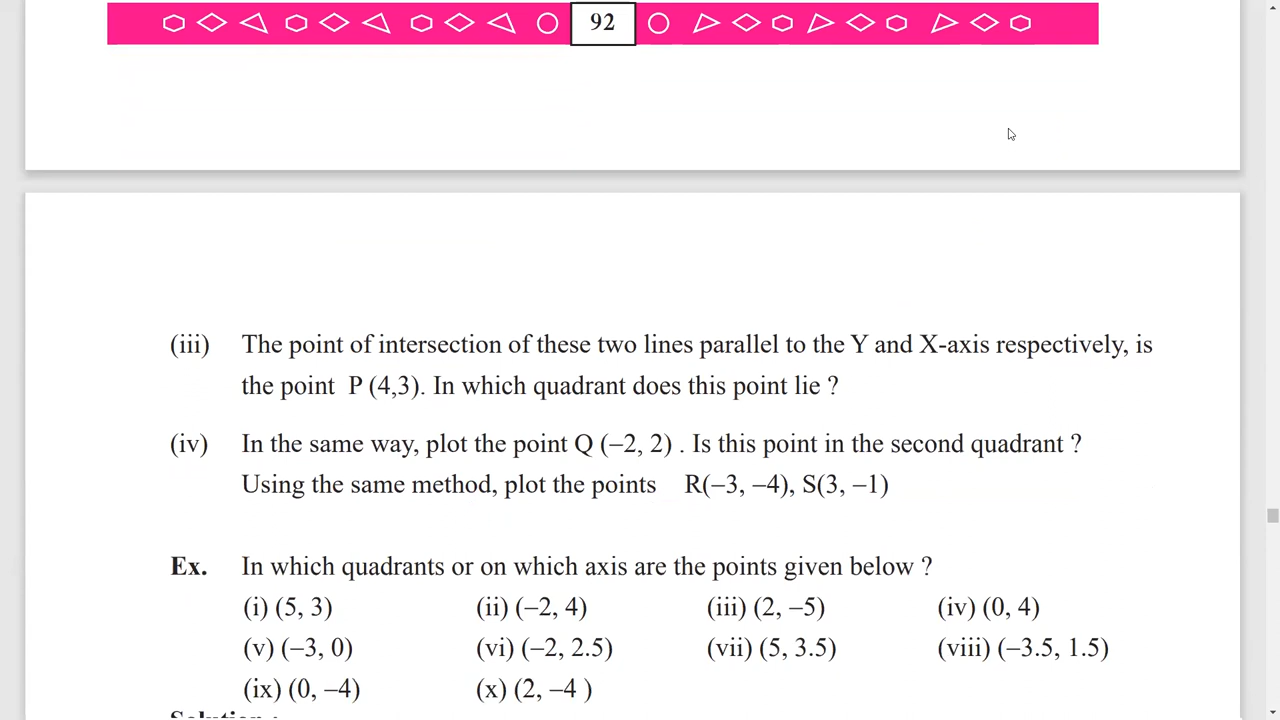 92
(iii) The point of intersection of these two lines parallel to the Y and X-axis respectively, is
the point P (4,3). In which quadrant does this point lie ?
(iv) In the same way, plot the point Q (–2, 2) . Is this point in the second quadrant ?
Using the same method, plot the points R(–3, –4), S(3, –1)
Ex. In which quadrants or on which axis are the points given below ?
(i) (5, 3) (ii) (–2, 4) (iii) (2, –5) (iv) (0, 4)
(v) (–3, 0) (vi) (–2, 2.5) (vii) (5, 3.5) (viii) (–3.5, 1.5)
(ix) (0, –4) (x) (2, –4 )
Solution :